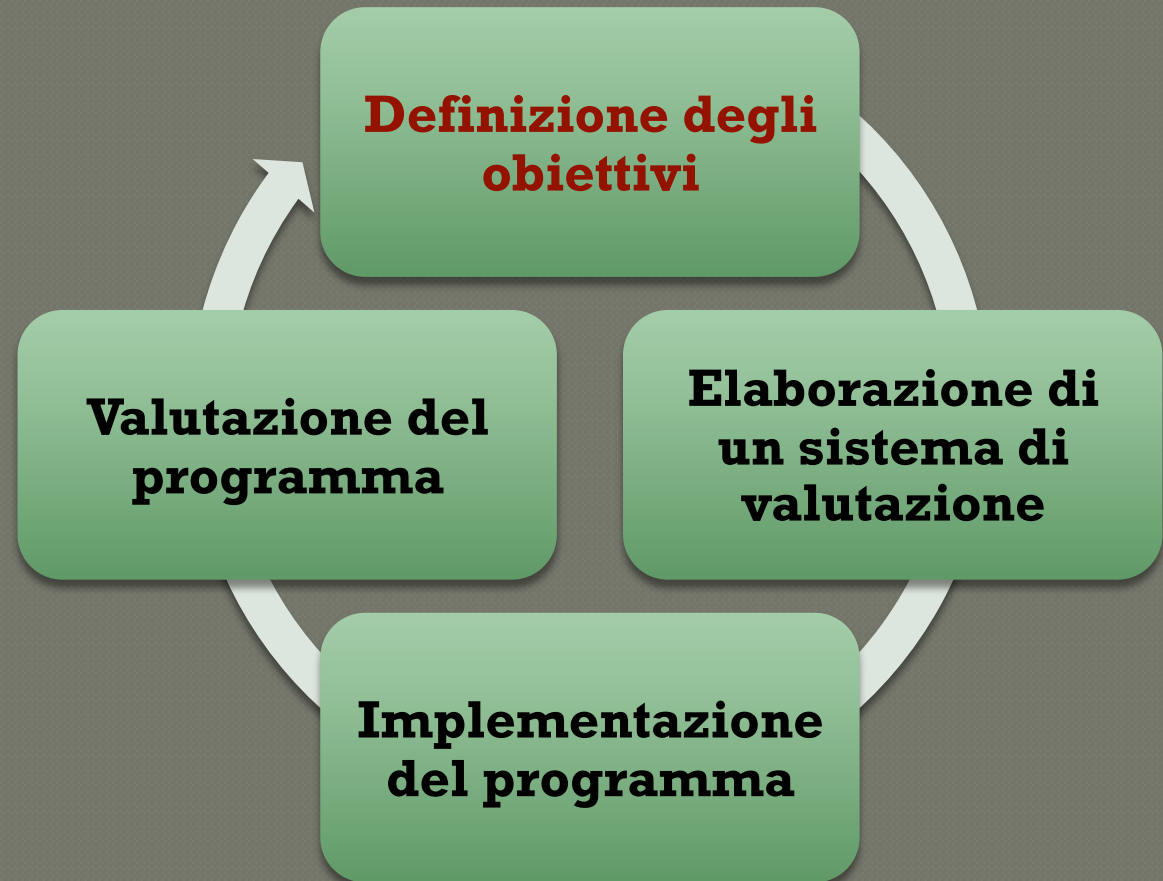 Definizione degli
obiettivi
Elaborazione di
un sistema di
valutazione
Implementazione
del programma
Valutazione del
programma